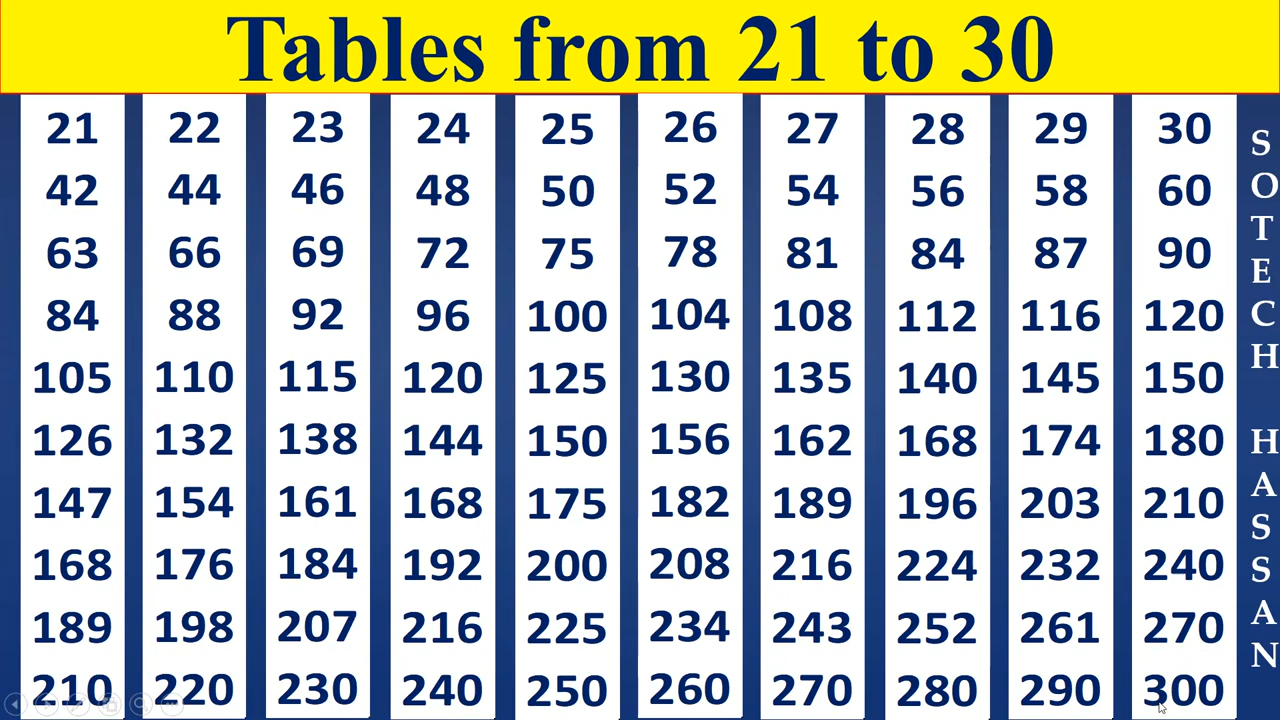 Tables from 21 to 30
21 22 23 24 25 26 27 28 29 30
42 44 46 48 50 52 54 56 58 60
63 66 69 72 75 78 81 84 87 90
84 88 92 96 100 104 108 112 116 120
105 110 115 120 125 130 135 140 145 150
126 132 138 144 150 156 162 168 174 180
147 154 161 168 175 182 189 196 203 210
168 176 184 192 200 208 216 224 232 240
189 198 207 216 225 234 243 252 261 270
210 220 230 240 250 260 270 280 290 300
SOTECH HASSAN